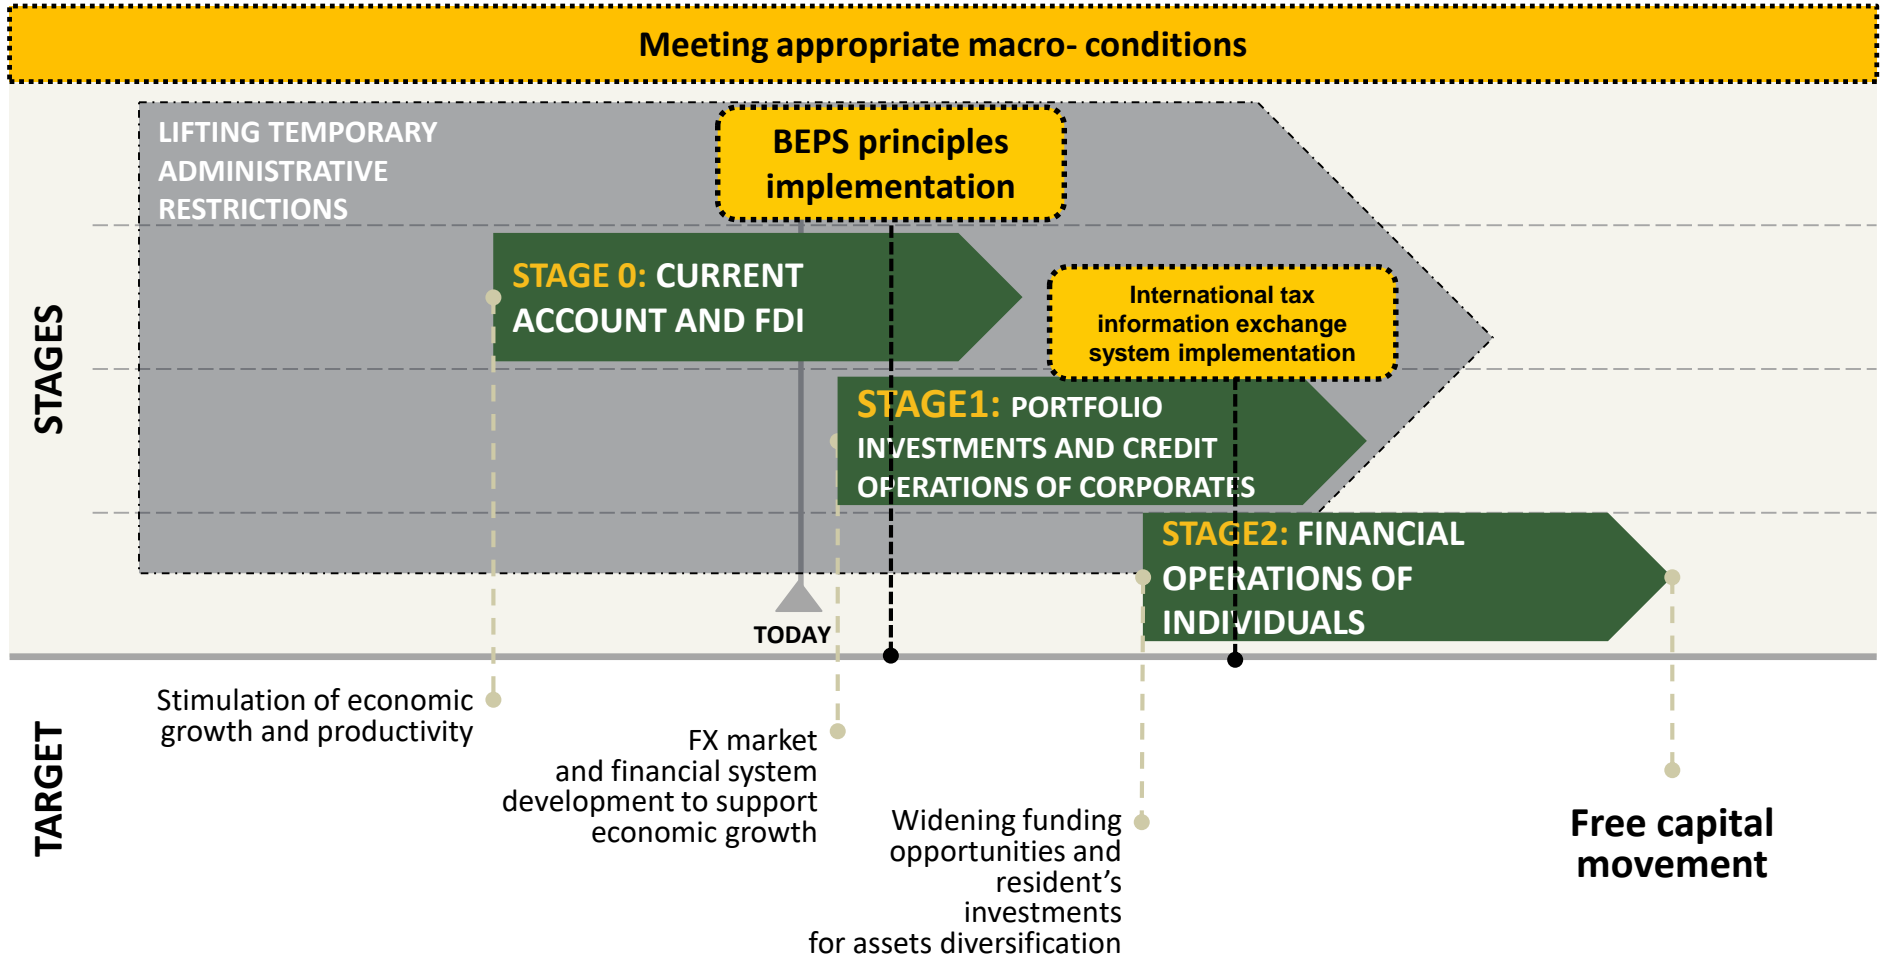 Meeting appropriate macro- conditions
LIFTING TEMPORARY
ADMINISTRATIVE
RESTRICTIONS
BEPS principles
implementation
STAGES
STAGE 0: CURRENT
ACCOUNT AND FDI
International tax
information exchange
system implementation
STAGE1: PORTFOLIO
INVESTMENTS AND CREDIT
OPERATIONS OF CORPORATES
STAGE2: FINANCIAL
OPERATIONS OF
INDIVIDUALS
TODAY
TARGET
Stimulation of economic
growth and productivity
FX market
and financial system
development to support
economic growth
Widening funding
opportunities and
resident’s
investments
for assets diversification
Free capital
movement